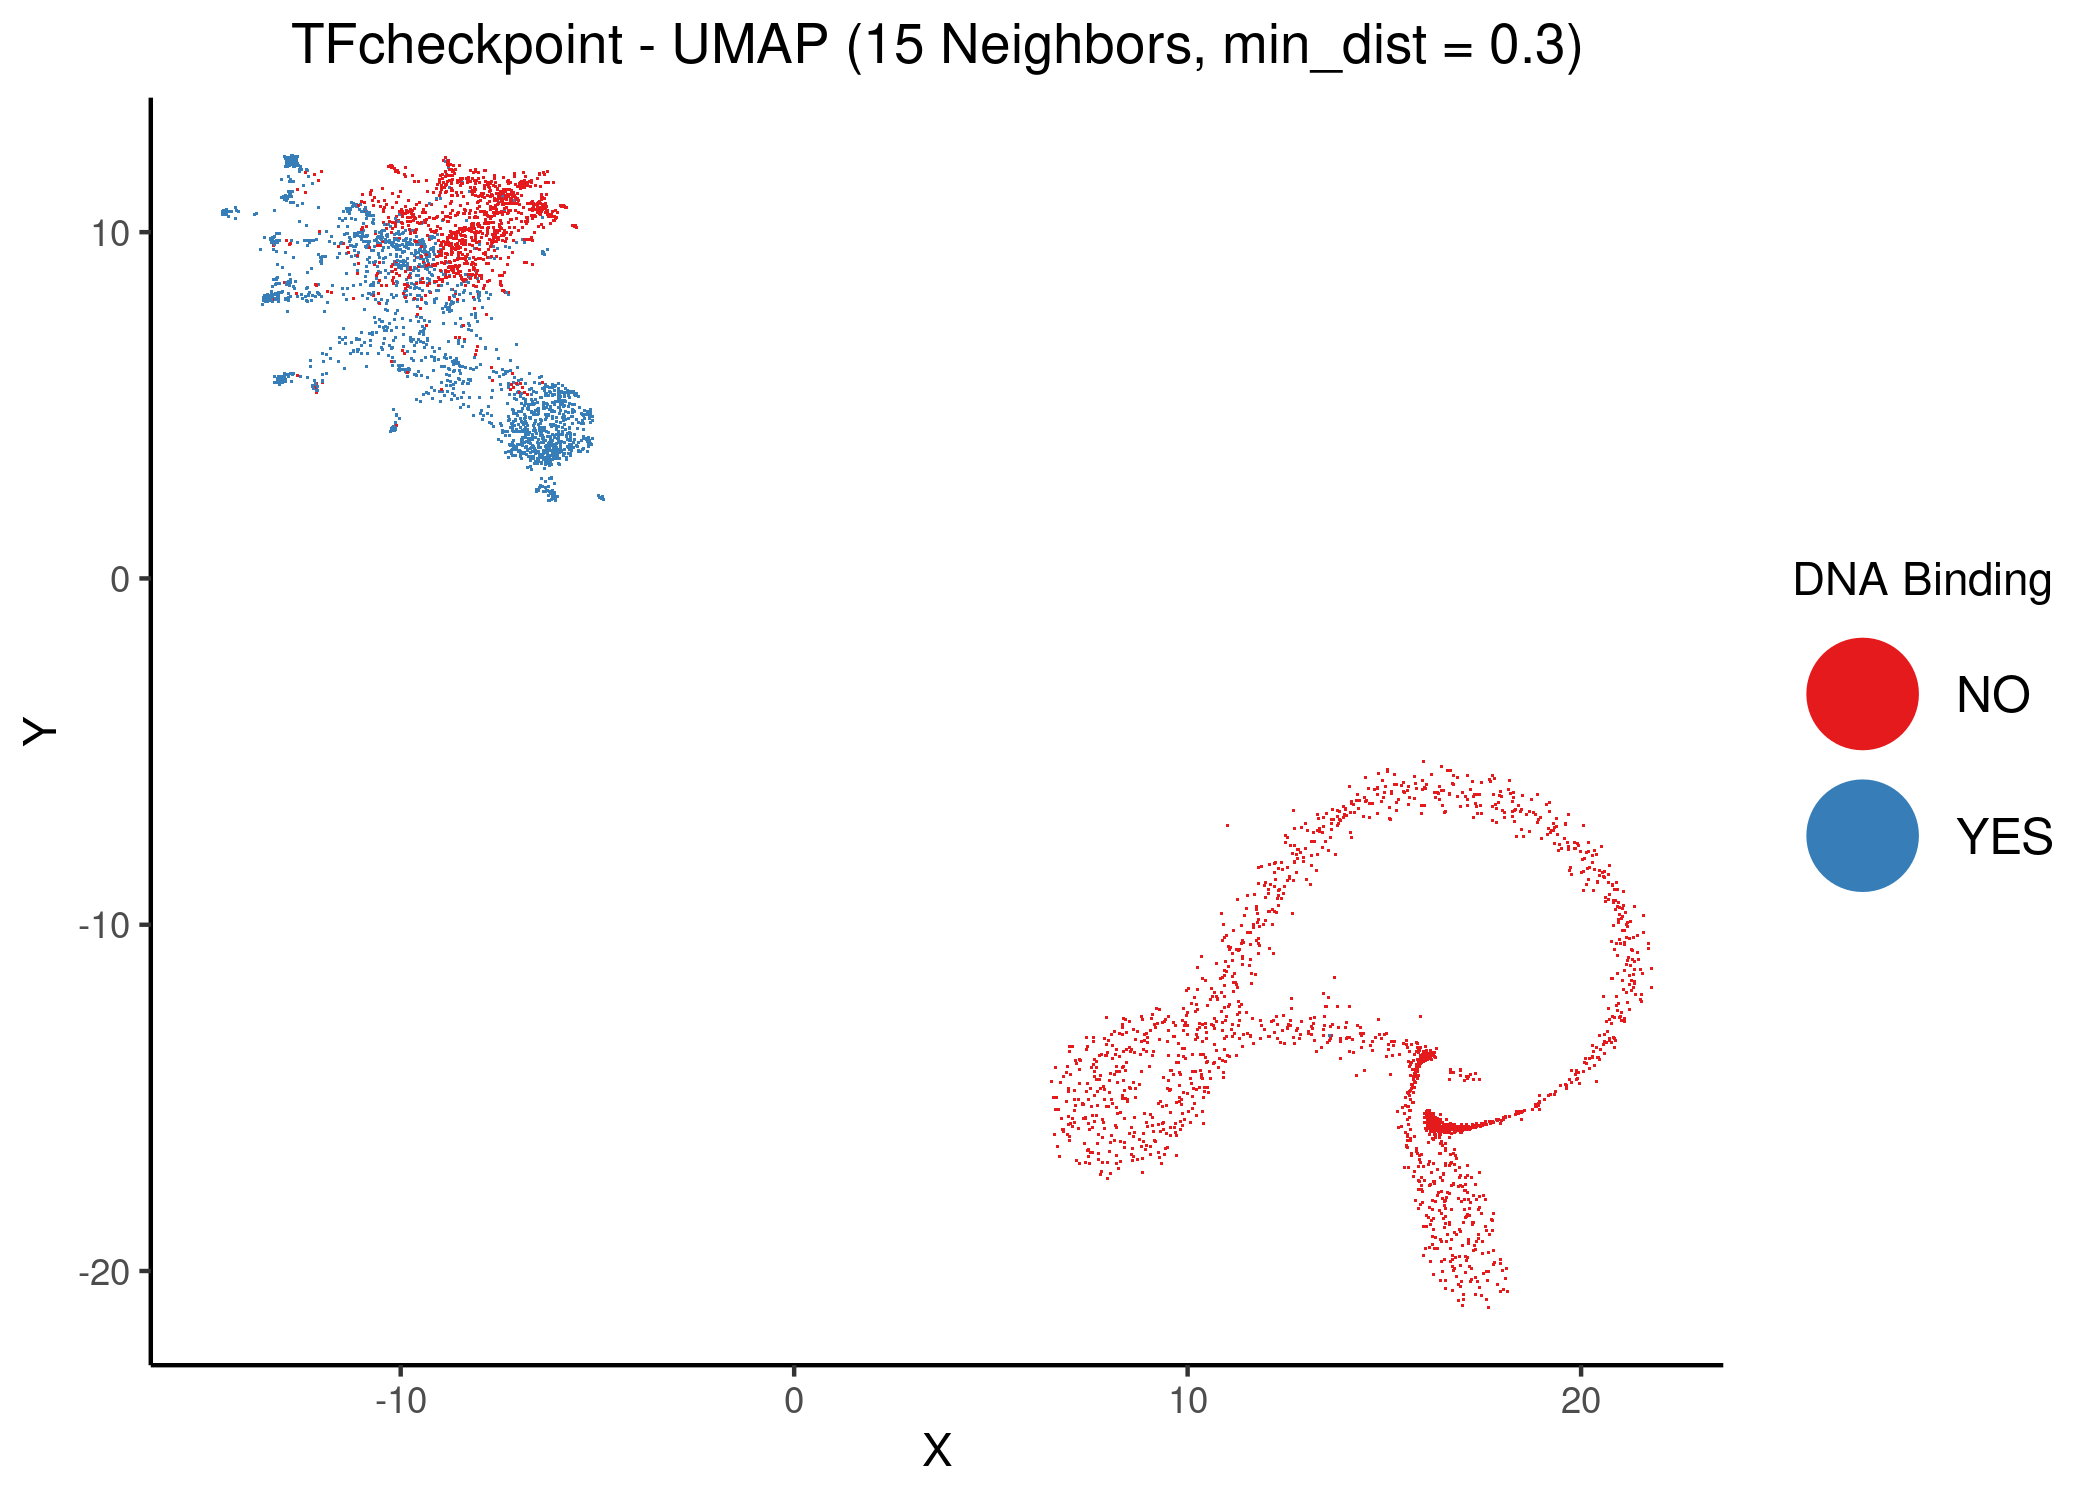 TFcheckpoint - UMAP (15 Neighbors, min_dist = 0.3)
10
0
-10
-20
Y
-10
0
10
20
X
DNA Binding
NO
YES